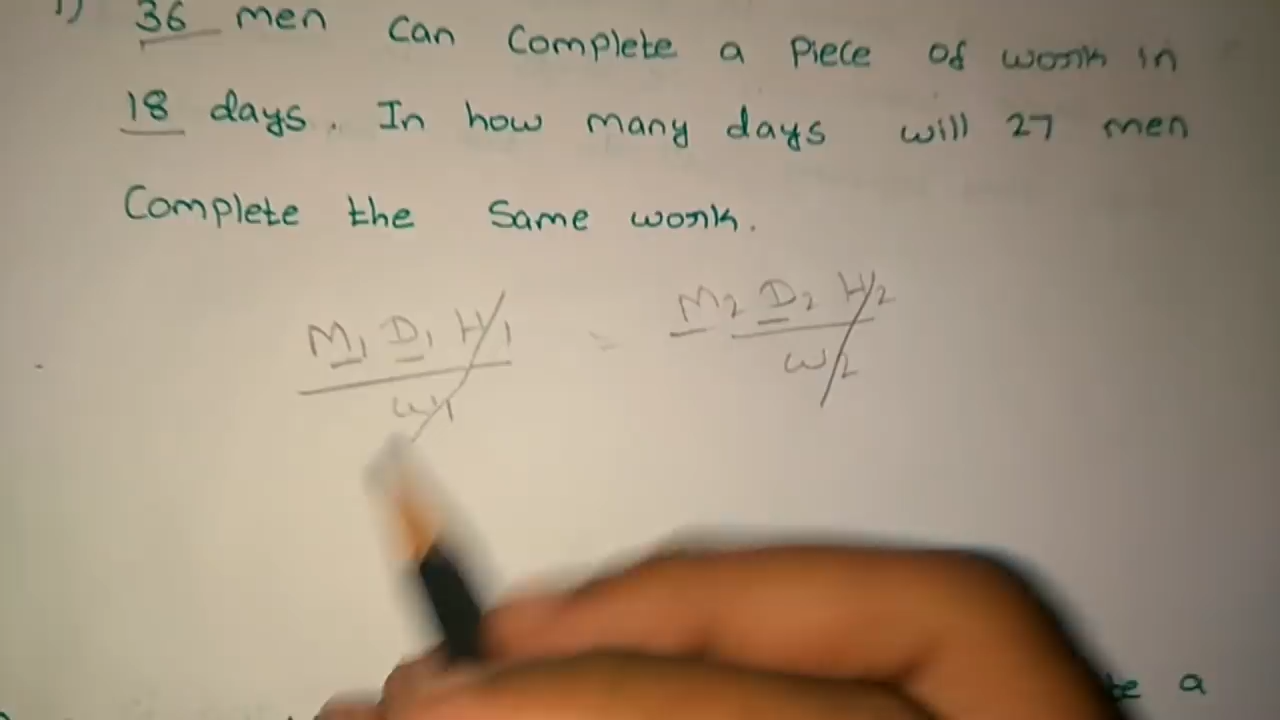 1) 36 men can complete a piece of work in
18 days. In how many days will 27 men
Complete the Same work.
M1 D1 H1 = M2 D2 H2
W1 W2
a